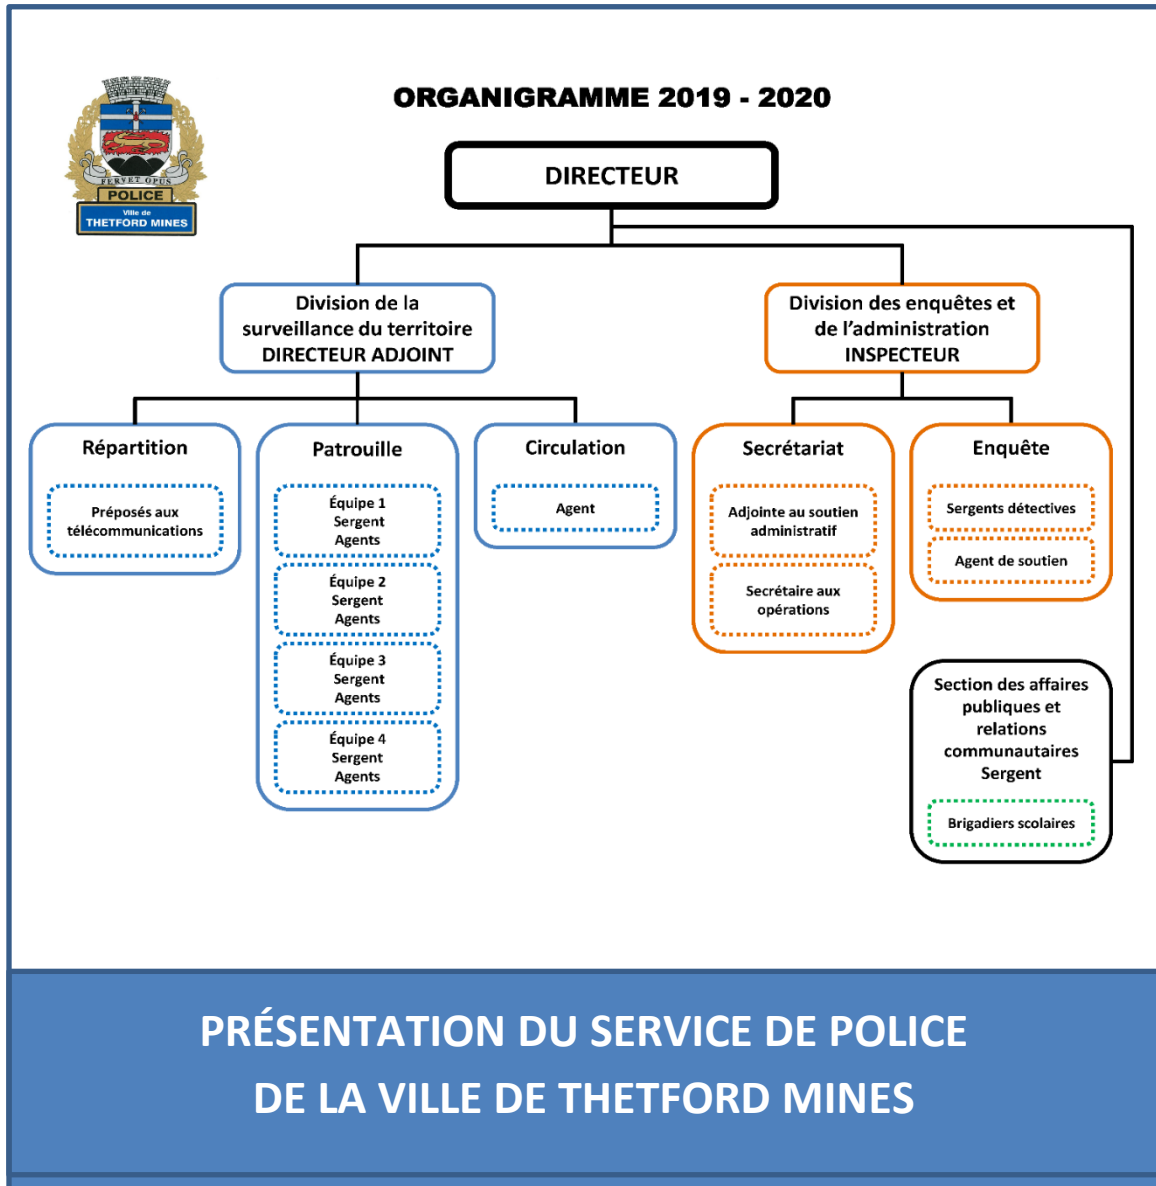 ORGANIGRAMME 2019 - 2020
FERVET OPUS
POLICE
Ville de
THETFORD MINES
DIRECTEUR
Division de la
surveillance du territoire
DIRECTEUR ADJOINT
Division des enquêtes et
de l'administration
INSPECTEUR
Répartition
Préposés aux
télécommunications
Patrouille
Équipe 1
Sergent
Agents
Équipe 2
Sergent
Agents
Équipe 3
Sergent
Agents
Équipe 4
Sergent
Agents
Circulation
Agent
Secrétariat
Adjointe au soutien
administratif
Secrétaire aux
opérations
Enquête
Sergents détectives
Agent de soutien
Section des affaires
publiques et
relations
communautaires
Sergent
Brigadiers scolaires
PRÉSENTATION DU SERVICE DE POLICE
DE LA VILLE DE THETFORD MINES